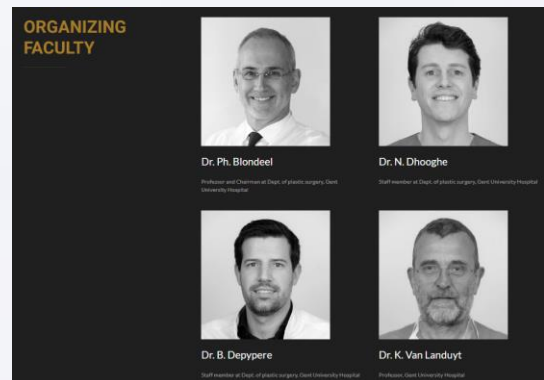 ORGANIZING
FACULTY
Dr. Ph. Blondeel
Professor and Chairman at Dept. of plastic surgery, Gent
University Hospital
Dr. N. Dhooghe
Staff member at Dept. of plastic surgery, Gent University Hospital
Dr. B. Depypere
Staff member at Dept. of plastic surgery, Gent University Hospital
Dr. K. Van Landuyt
Professor, Gent University Hospital